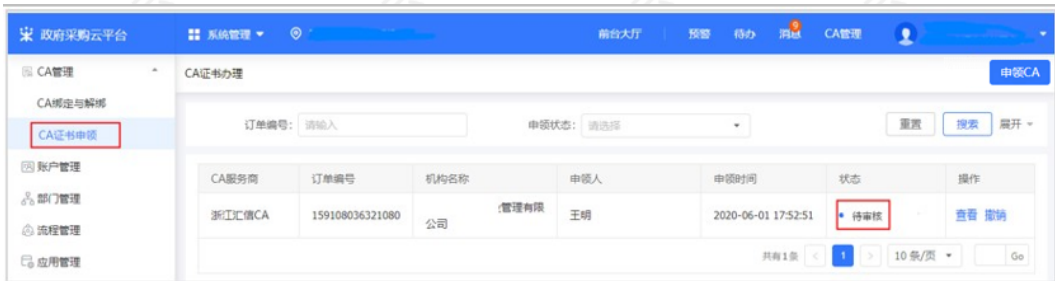 政府采购云平台
系统管理
前台大厅
预警
待办
消息
9
CA管理
CA管理
CA绑定与解绑
CA证书申领
账户管理
部门管理
流程管理
应用管理
CA证书办理
申领CA
订单编号: 请输入
申领状态: 请选择
重置
搜索
展开
CA服务商 订单编号 机构名称 申领人 申领时间 状态 操作
浙江汇信CA 159108036321080 管理有限公司 王明 2020-06-01 17:52:51 待审核 查看 撤销
共有1条 < 1 > 10 条/页 Go